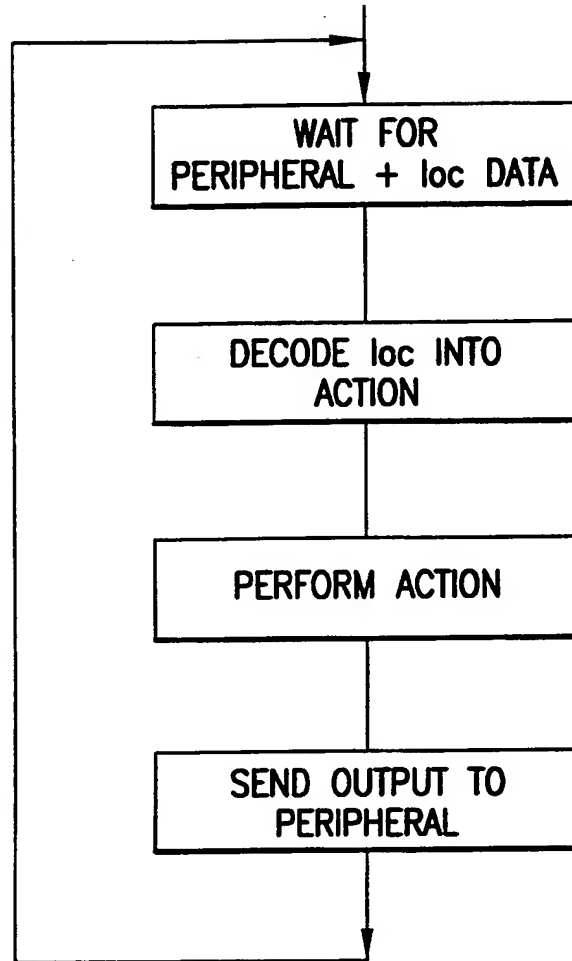 WAIT FOR
PERIPHERAL + loc DATA
DECODE loc INTO
ACTION
PERFORM ACTION
SEND OUTPUT TO
PERIPHERAL